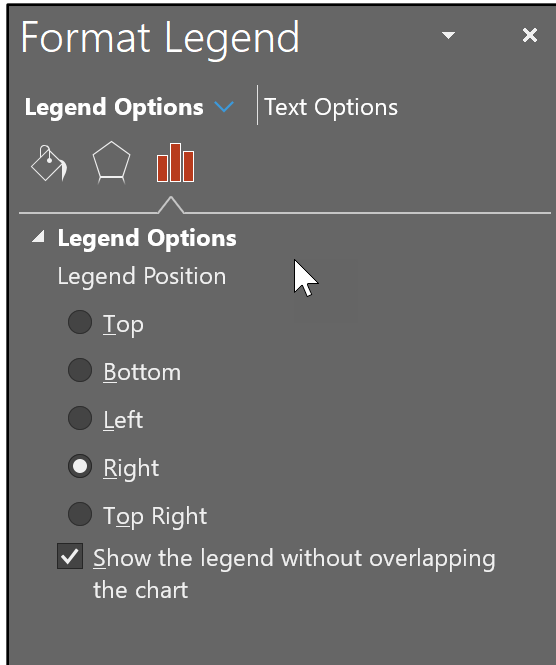 Format Legend
Legend Options Text Options
Legend Options
Legend Position
Top
Bottom
Left
Right
Top Right
Show the legend without overlapping
the chart